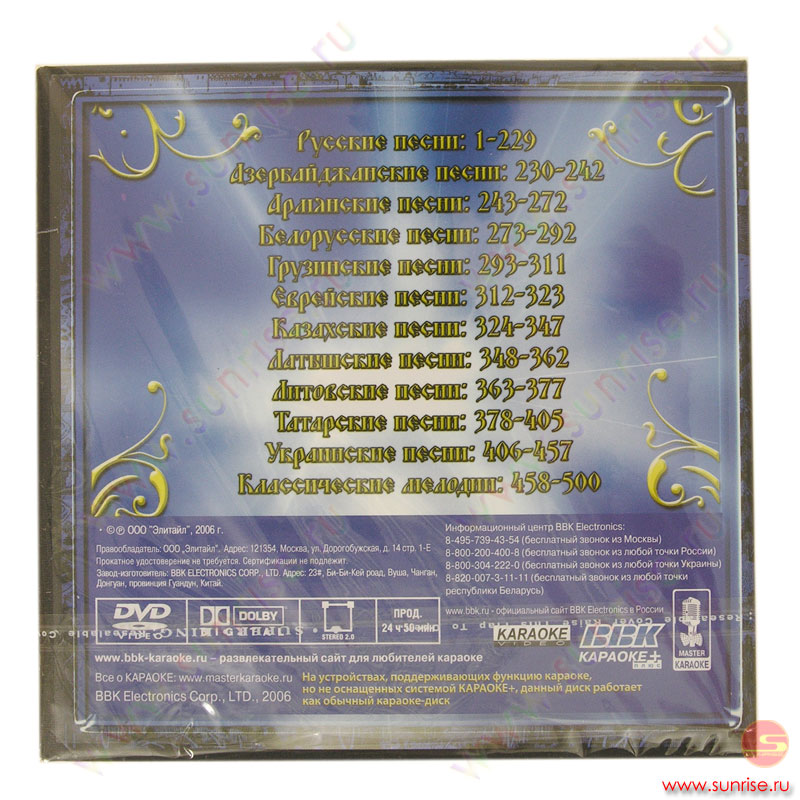 Русские песни: 1-229
Азербайджанские песни: 230-242
Армянские песни: 243-272
Белорусские песни: 273-292
Грузинские песни: 293-311
Еврейские песни: 312-323
Казахские песни: 324-347
Латышские песни: 348-362
Литовские песни: 363-377
Татарские песни: 378-405
Украинские песни: 406-457
Классические мелодии: 458-500
©℗ ООО "Элитайл", 2006 г.
Правообладатель: ООО „Элитайл". Адрес: 121354, Москва, ул. Дорогобужская, д. 14 стр. 1-Е
Прокатное удостоверение не требуется. Сертификации не подлежит.
Завод-изготовитель: BBK ELECTRONICS CORP., LTD. Адрес: 23#, Би-Би-Кей роад, Вуша, Чанган,
Донгуан, провинция Гуандун, Китай.
Информационный центр BBK Electronics:
8-495-739-43-54 (бесплатный звонок из Москвы)
8-800-200-400-8 (бесплатный звонок из любой точки России)
8-800-304-222-0 (бесплатный звонок из любой точки Украины)
8-820-007-3-11-11 (бесплатный звонок из любой точки
республики Беларусь)
www.bbk.ru - официальный сайт BBK Electronics в России
DVD
VIDEO
DOLBY
STEREO 2.0
ПРОД.
24 ч 50 мин
KARAOKE
VIDEO
BBK
КАРАОКЕ+
MASTER
KARAOKE
www.bbk-karaoke.ru - развлекательный сайт для любителей караоке
Все о КАРАОКЕ: www.masterkaraoke.ru
BBK Electronics Corp., LTD., 2006
На устройствах, поддерживающих функцию караоке,
но не оснащенных системой КАРАОКЕ+, данный диск работает
как обычный караоке-диск
www.sunrise.ru